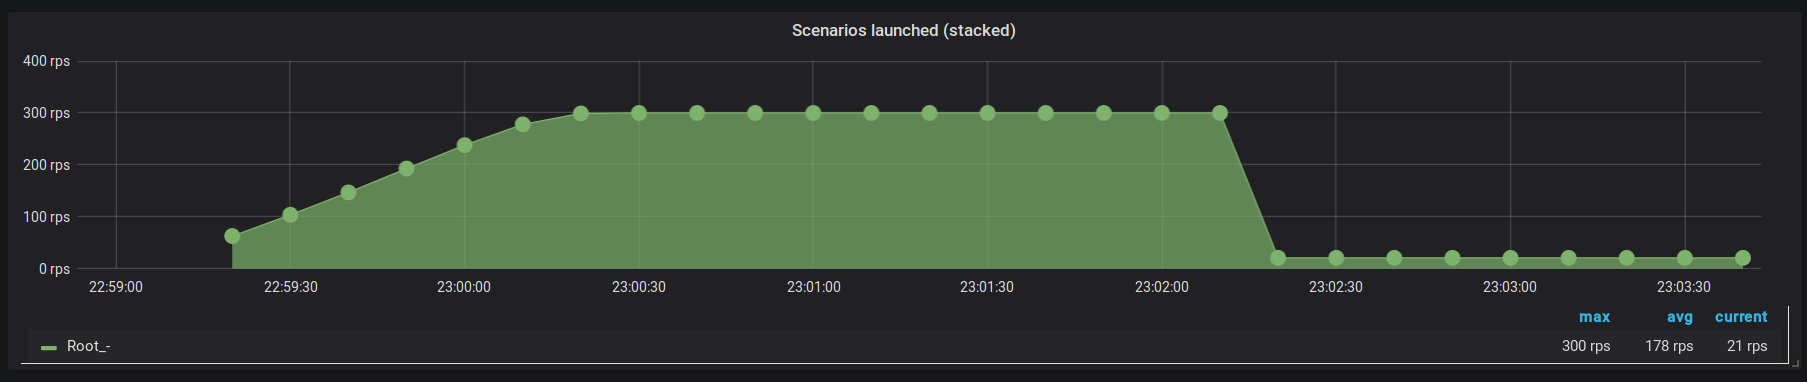 Scenarios launched (stacked)
400 rps
300 rps
200 rps
100 rps
0 rps
22:59:00 22:59:30 23:00:00 23:00:30 23:01:00 23:01:30 23:02:00 23:02:30 23:03:00 23:03:30
max avg current
Root_- 300 rps 178 rps 21 rps